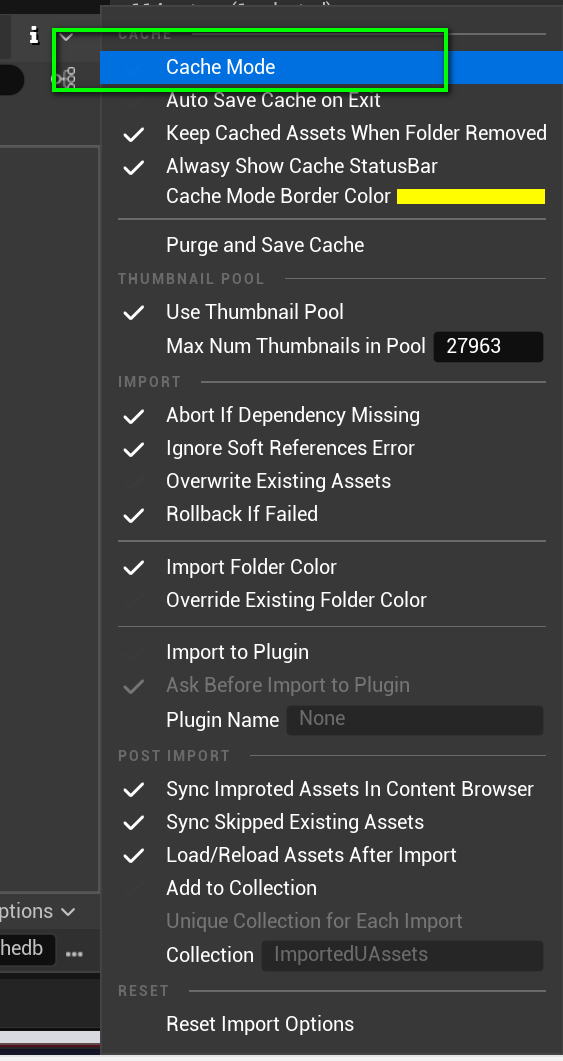 CACHE
Cache Mode
Auto Save Cache on Exit
Keep Cached Assets When Folder Removed
Alwasy Show Cache StatusBar
Cache Mode Border Color
Purge and Save Cache
THUMBNAIL POOL
Use Thumbnail Pool
Max Num Thumbnails in Pool 27963
IMPORT
Abort If Dependency Missing
Ignore Soft References Error
Overwrite Existing Assets
Rollback If Failed
Import Folder Color
Override Existing Folder Color
Import to Plugin
Ask Before Import to Plugin
Plugin Name None
POST IMPORT
Sync Improted Assets In Content Browser
Sync Skipped Existing Assets
Load/Reload Assets After Import
Add to Collection
ptions
Unique Collection for Each Import
hedb ...
Collection ImportedUAssets
RESET
Reset Import Options